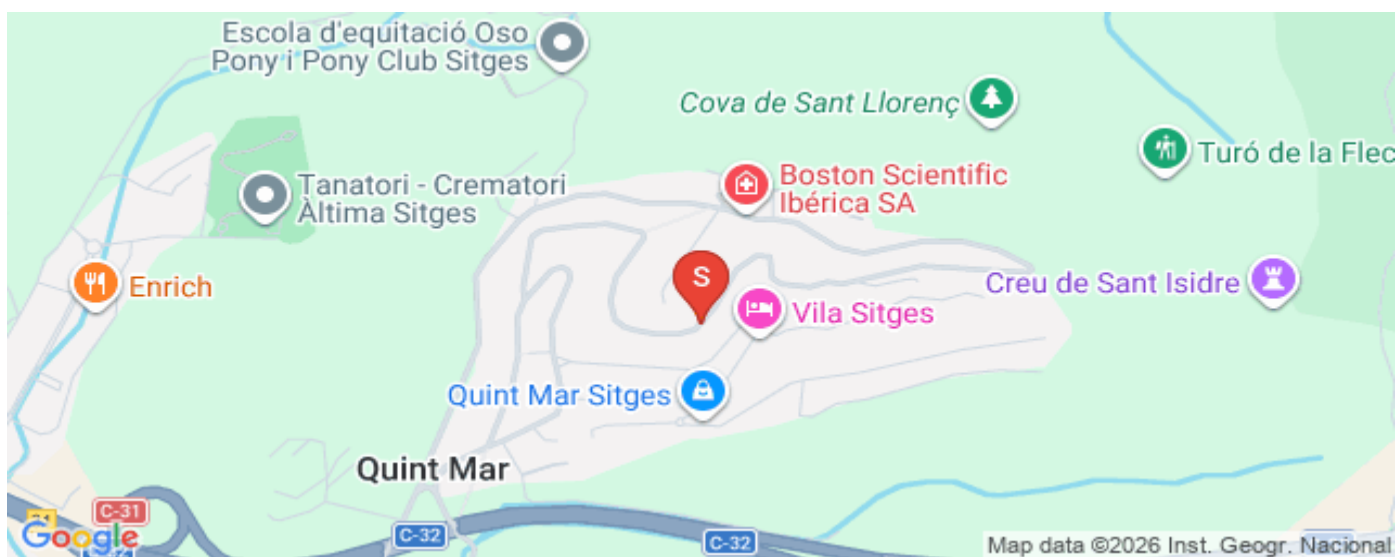 Escola d'equitació Oso
Pony i Pony Club Sitges
Cova de Sant Llorenç
Turó de la Flec
Boston Scientific
Ibérica SA
Tanatori - Crematori
Àltima Sitges
S
Enrich
Creu de Sant Isidre
Vila Sitges
Quint Mar Sitges
Quint Mar
C-31
C-32
C-32
Google
Map data ©2026 Inst. Geogr. Nacional